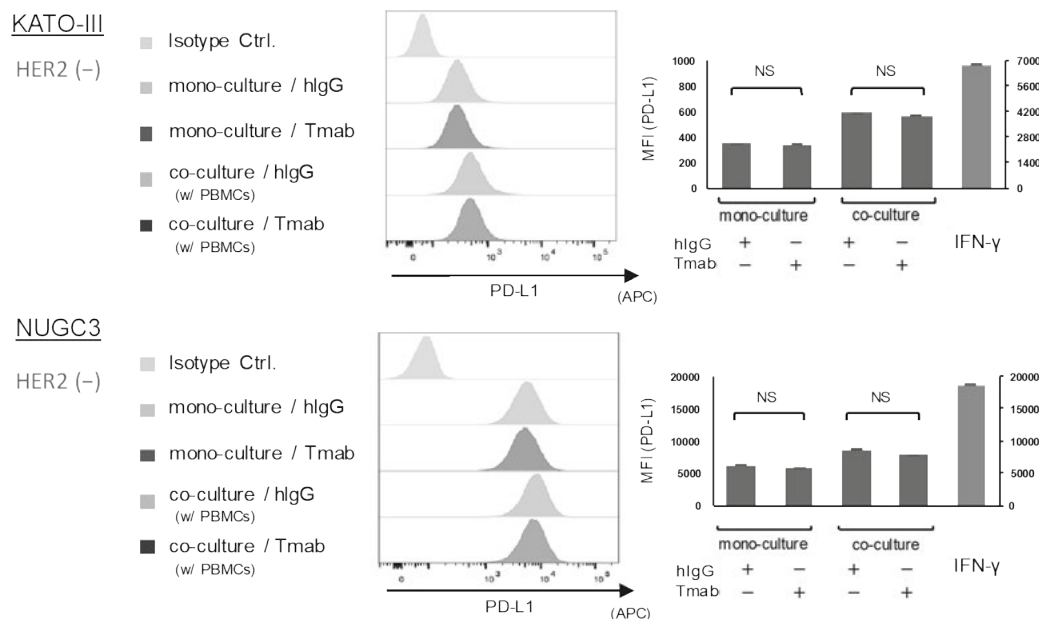 KATO-III
HER2 (−)
Isotype Ctrl.
mono-culture / hIgG
mono-culture / Tmab
co-culture / hIgG
(w/ PBMCs)
co-culture / Tmab
(w/ PBMCs)
0 10³ 10⁴ 10⁵
PD-L1
(APC)
MFI (PD-L1)
1000
800
600
400
200
0
NS NS
7000
5600
4200
2800
1400
0
mono-culture co-culture
IFN-γ
hIgG + − + −
Tmab − + − +
NUGC3
HER2 (−)
Isotype Ctrl.
mono-culture / hIgG
mono-culture / Tmab
co-culture / hIgG
(w/ PBMCs)
co-culture / Tmab
(w/ PBMCs)
0 10³ 10⁴
PD-L1
(APC)
MFI (PD-L1)
20000
15000
10000
5000
0
NS NS
20000
15000
10000
5000
0
mono-culture co-culture
IFN-γ
hIgG + − + −
Tmab − + − +